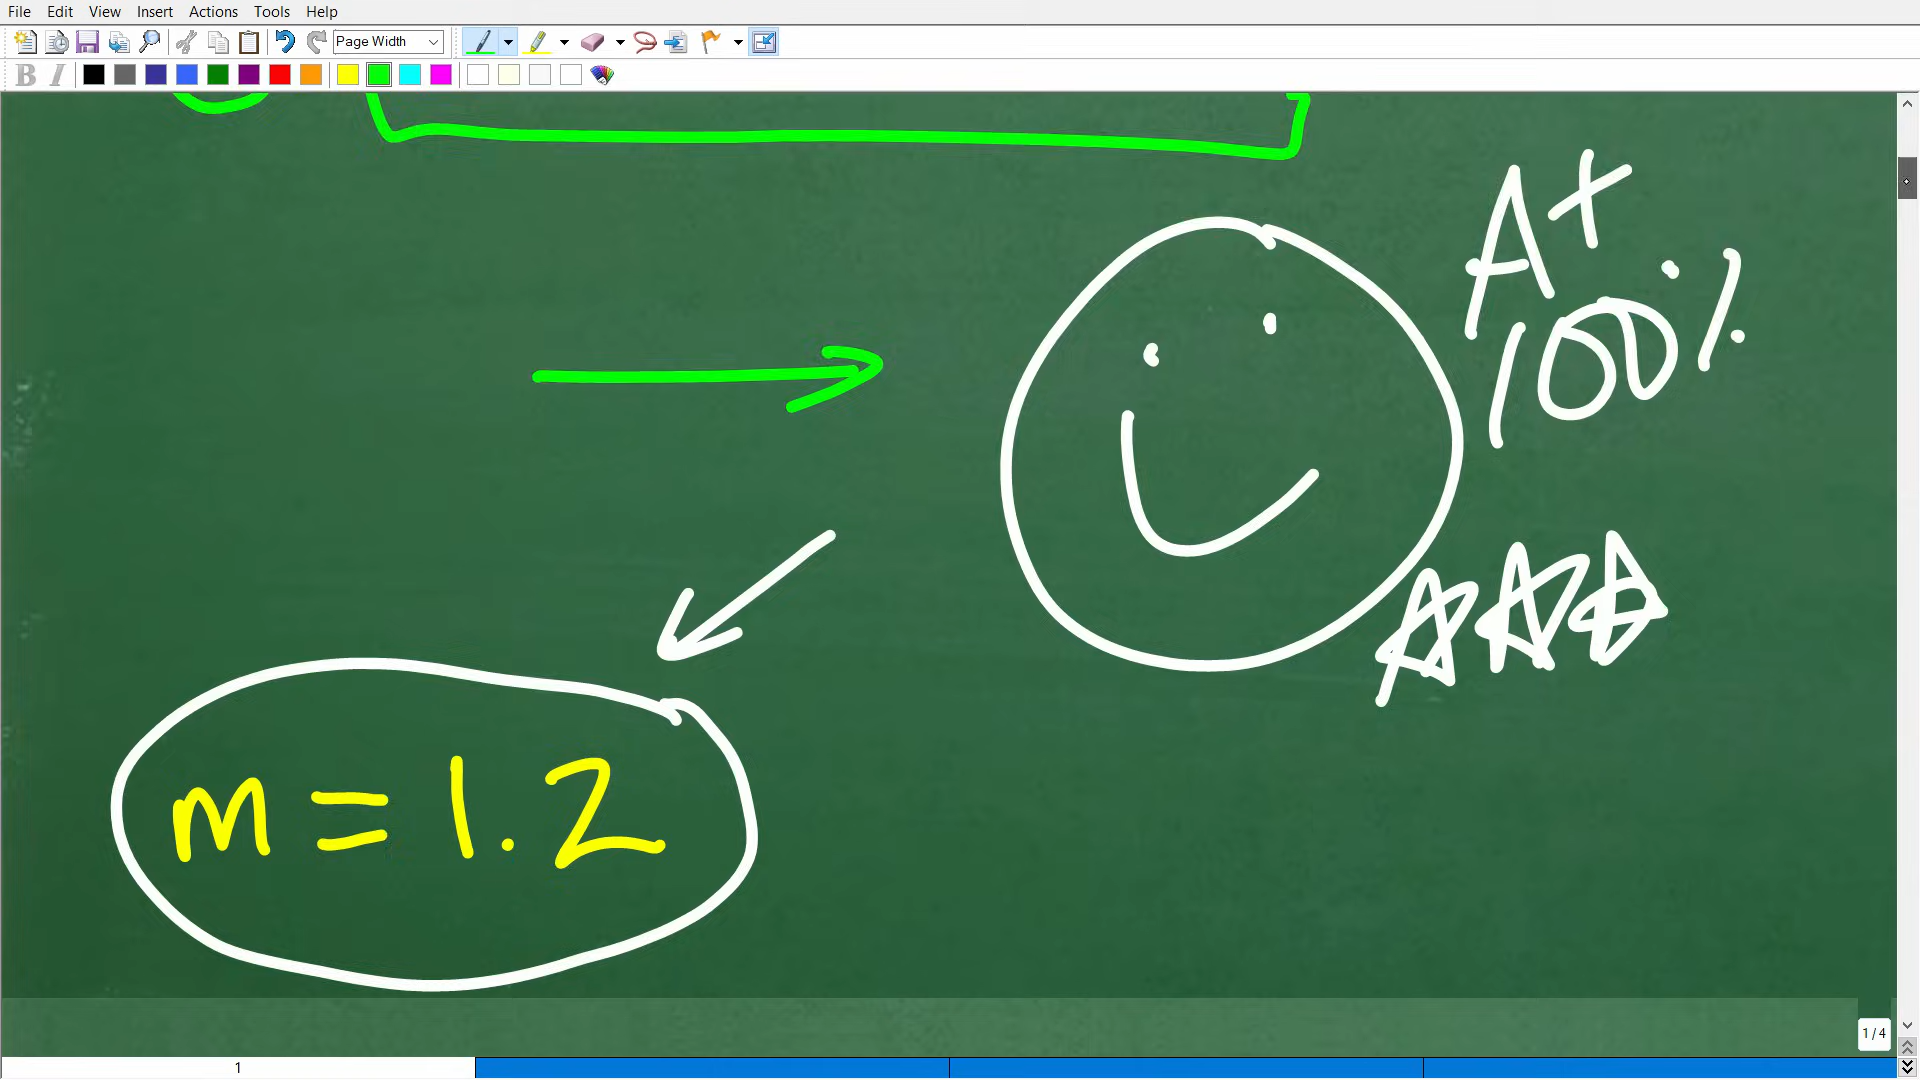 File Edit View Insert Actions Tools Help
Page Width
B I
A+
100%
m = 1.2
1 / 4
1